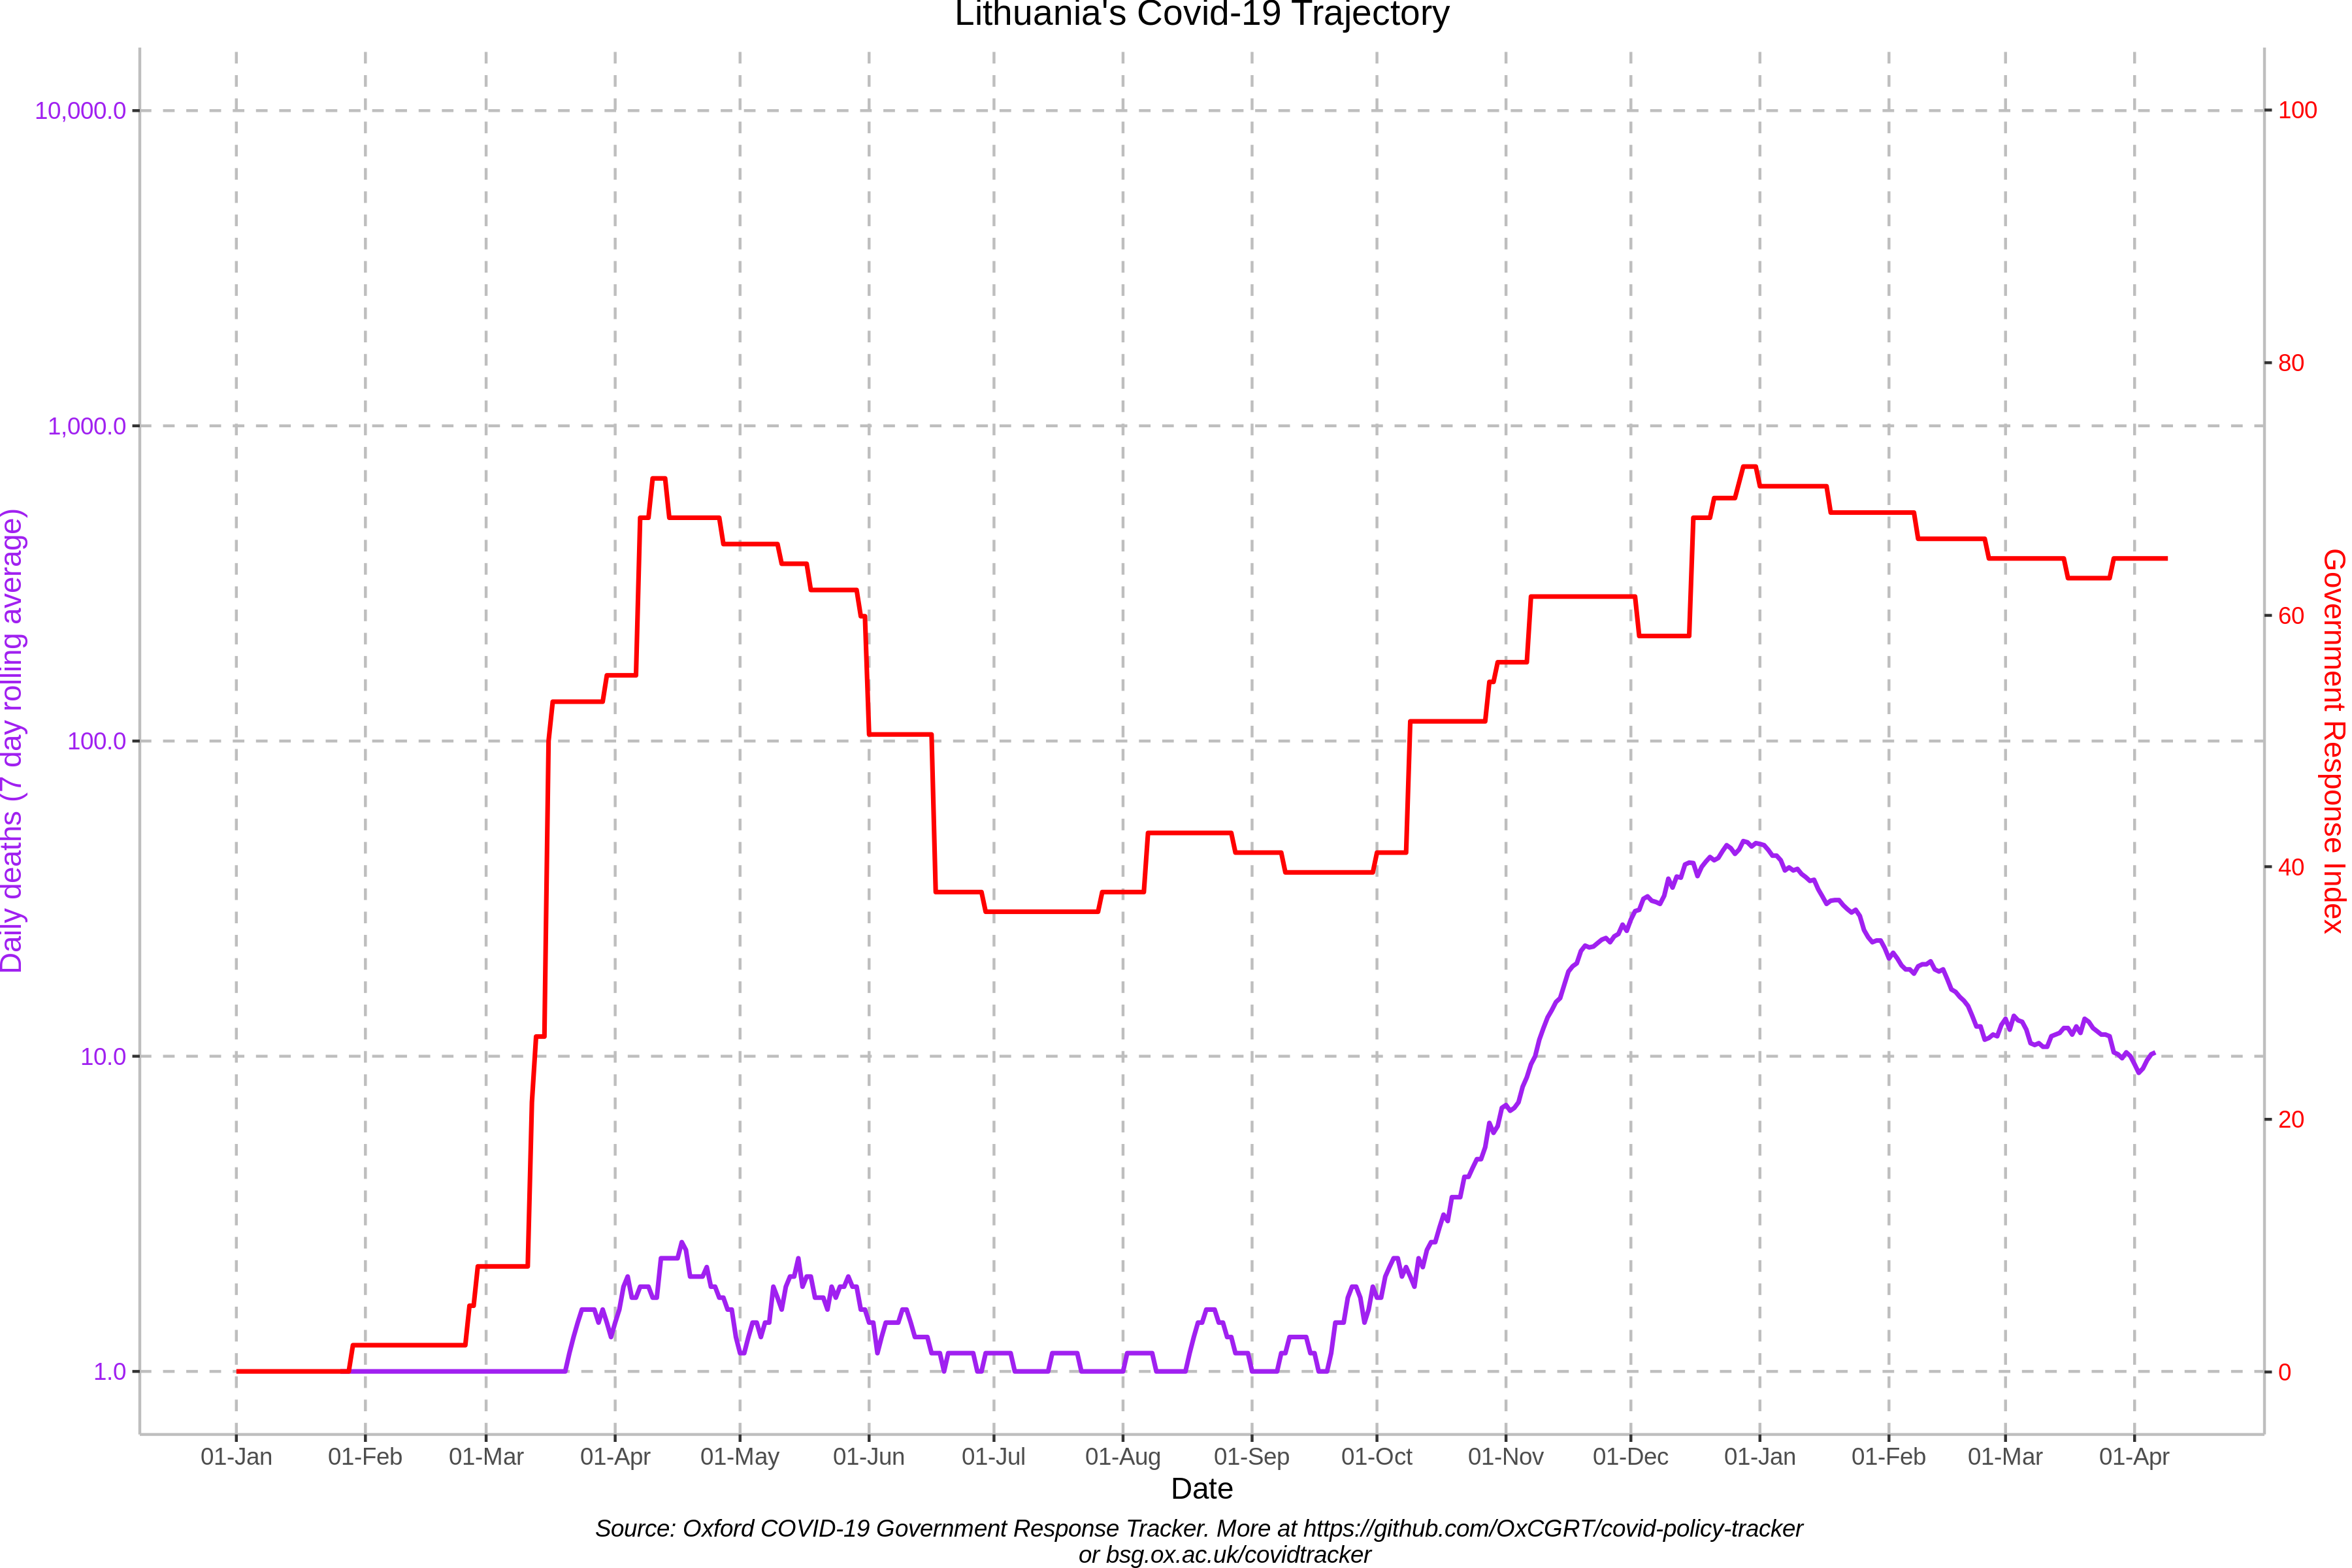 Lithuania's Covid-19 Trajectory
10,000.0
1,000.0
100.0
10.0
1.0
Daily deaths (7 day rolling average)
100
80
60
40
20
0
Government Response Index
01-Jan 01-Feb 01-Mar 01-Apr 01-May 01-Jun 01-Jul 01-Aug 01-Sep 01-Oct 01-Nov 01-Dec 01-Jan 01-Feb 01-Mar 01-Apr
Date
Source: Oxford COVID-19 Government Response Tracker. More at https://github.com/OxCGRT/covid-policy-tracker
or bsg.ox.ac.uk/covidtracker